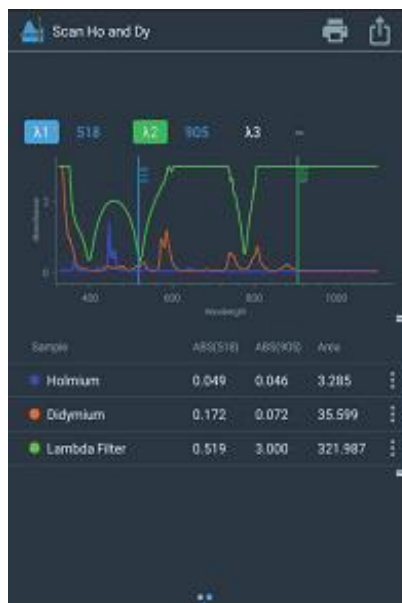 Scan Ho and Dy
λ1 518 λ2 905 λ3 --
Absorbance
0
400 600 800 1000
Wavelength
Sample ABS(518) ABS(905) Area
Holmium 0.049 0.046 3.285
Didymium 0.172 0.072 35.599
Lambda Filter 0.519 3.000 321.987